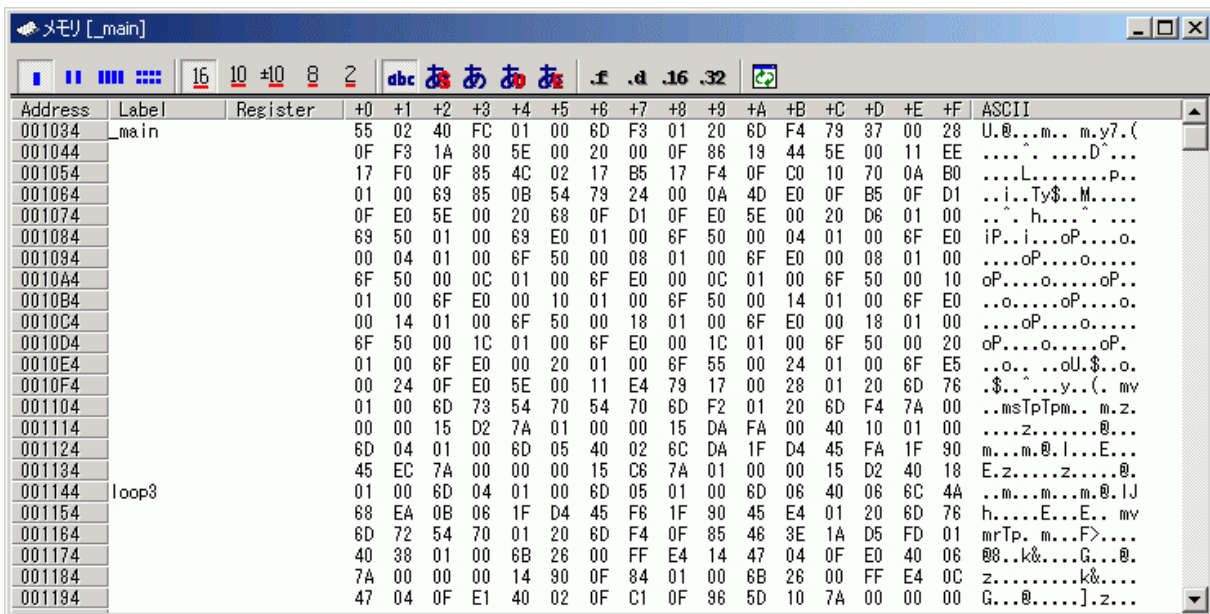 メモリ [_main]
16 10 ±10 8 2 abc あS あ あD あE .f .d .16 .32
Address Label Register +0 +1 +2 +3 +4 +5 +6 +7 +8 +9 +A +B +C +D +E +F ASCII
001034 _main 55 02 40 FC 01 00 6D F3 01 20 6D F4 79 37 00 28 U.@...m.. m.y7.(
001044 0F F3 1A 80 5E 00 20 00 0F 86 19 44 5E 00 11 EE ....^. ....D^...
001054 17 F0 0F 85 4C 02 17 B5 17 F4 0F C0 10 70 0A B0 ....L........p..
001064 01 00 69 85 0B 54 79 24 00 0A 4D E0 0F B5 0F D1 ..i..Ty$..M.....
001074 0F E0 5E 00 20 68 0F D1 0F E0 5E 00 20 D6 01 00 ..^. h....^. ...
001084 69 50 01 00 69 E0 01 00 6F 50 00 04 01 00 6F E0 iP..i...oP....o.
001094 00 04 01 00 6F 50 00 08 01 00 6F E0 00 08 01 00 ....oP....o.....
0010A4 6F 50 00 0C 01 00 6F E0 00 0C 01 00 6F 50 00 10 oP....o.....oP..
0010B4 01 00 6F E0 00 10 01 00 6F 50 00 14 01 00 6F E0 ..o.....oP....o.
0010C4 00 14 01 00 6F 50 00 18 01 00 6F E0 00 18 01 00 ....oP....o.....
0010D4 6F 50 00 1C 01 00 6F E0 00 1C 01 00 6F 50 00 20 oP....o.....oP.
0010E4 01 00 6F E0 00 20 01 00 6F 55 00 24 01 00 6F E5 ..o.. ..oU.$..o.
0010F4 00 24 0F E0 5E 00 11 E4 79 17 00 28 01 20 6D 76 .$..^...y..(. mv
001104 01 00 6D 73 54 70 54 70 6D F2 01 20 6D F4 7A 00 ..msTpTpm.. m.z.
001114 00 00 15 D2 7A 01 00 00 15 DA FA 00 40 10 01 00 ....z.......@...
001124 6D 04 01 00 6D 05 40 02 6C DA 1F D4 45 FA 1F 90 m...m.@.l...E...
001134 45 EC 7A 00 00 00 15 C6 7A 01 00 00 15 D2 40 18 E.z.....z.....@.
001144 loop3 01 00 6D 04 01 00 6D 05 01 00 6D 06 40 06 6C 4A ..m...m...m.@.lJ
001154 68 EA 0B 06 1F D4 45 F6 1F 90 45 E4 01 20 6D 76 h.....E...E.. mv
001164 6D 72 54 70 01 20 6D F4 0F 85 46 3E 1A D5 FD 01 mrTp. m...F>....
001174 40 38 01 00 6B 26 00 FF E4 14 47 04 0F E0 40 06 @8..k&....G...@.
001184 7A 00 00 00 14 90 0F 84 01 00 6B 26 00 FF E4 0C z.........k&....
001194 47 04 0F E1 40 02 0F C1 0F 96 5D 10 7A 00 00 00 G...@.....].z...